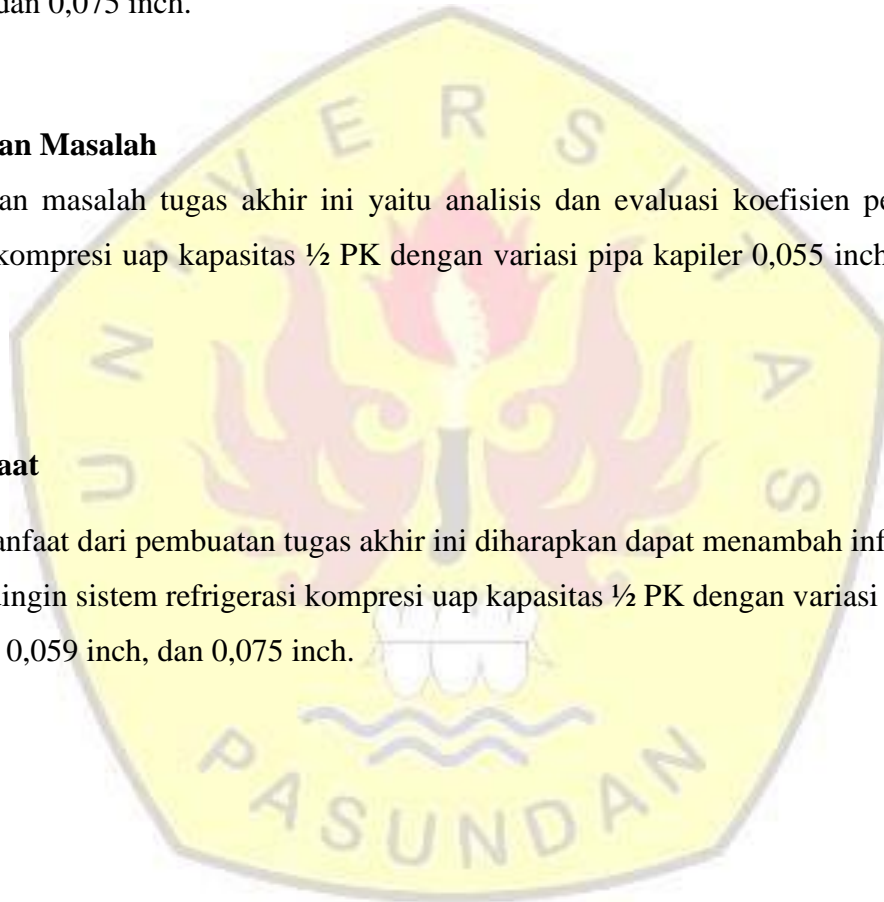 dan 0,075 inch.
an Masalah
an masalah tugas akhir ini yaitu analisis dan evaluasi koefisien pe
kompresi uap kapasitas ½ PK dengan variasi pipa kapiler 0,055 inch
aat
anfaat dari pembuatan tugas akhir ini diharapkan dapat menambah inf
ingin sistem refrigerasi kompresi uap kapasitas ½ PK dengan variasi
0,059 inch, dan 0,075 inch.
UNIVERSITAS
PASUNDAN